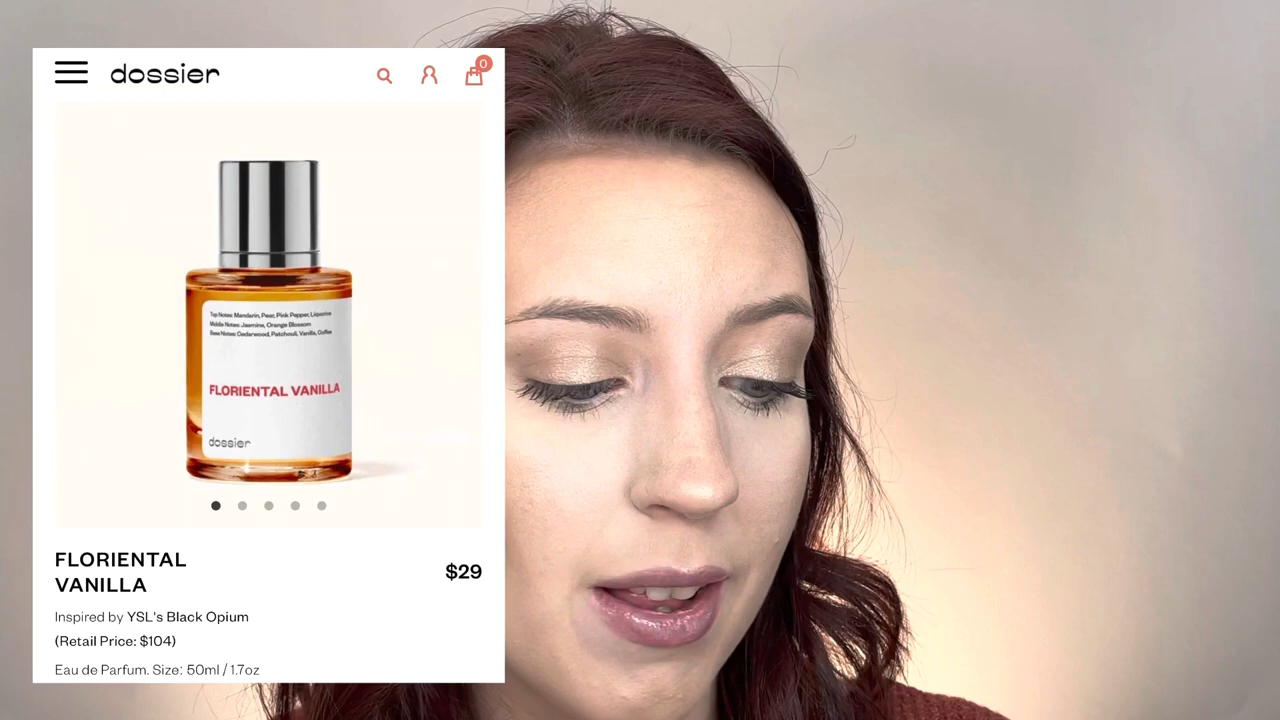 dossier
0
Top Notes: Mandarin, Pear, Pink Pepper, Liquorice
Middle Notes: Jasmine, Orange Blossom
Base Notes: Cedarwood, Patchouli, Vanilla, Coffee
FLORIENTAL VANILLA
dossier
FLORIENTAL
VANILLA
$29
Inspired by YSL's Black Opium
(Retail Price: $104)
Eau de Parfum. Size: 50ml / 1.7oz